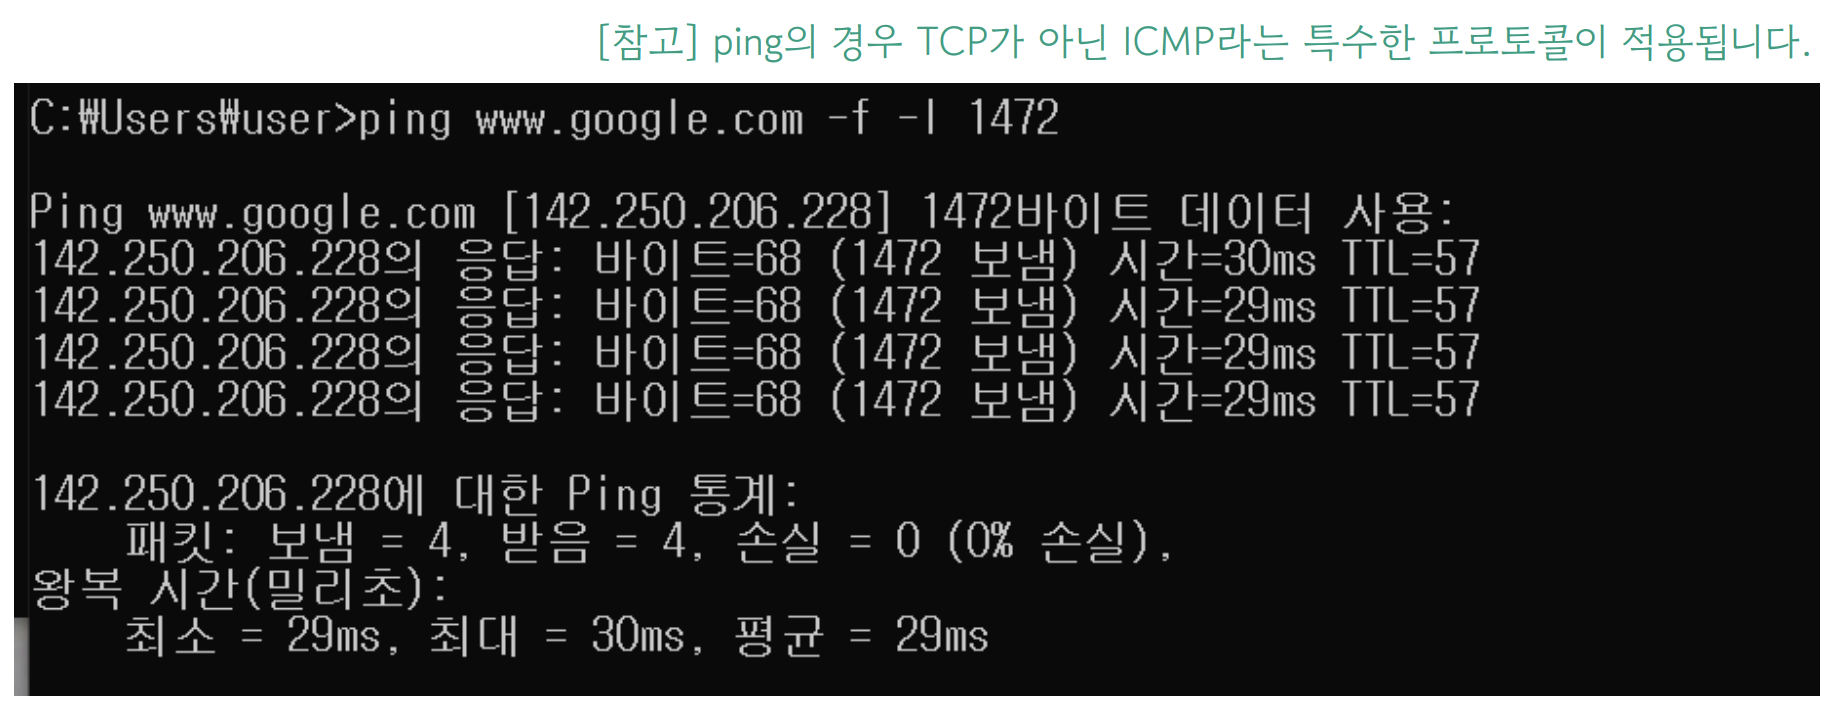 [참고] ping의 경우 TCP가 아닌 ICMP라는 특수한 프로토콜이 적용됩니다.
C:₩Users₩user>ping www.google.com -f -l 1472
Ping www.google.com [142.250.206.228] 1472바이트 데이터 사용:
142.250.206.228의 응답: 바이트=68 (1472 보냄) 시간=30ms TTL=57
142.250.206.228의 응답: 바이트=68 (1472 보냄) 시간=29ms TTL=57
142.250.206.228의 응답: 바이트=68 (1472 보냄) 시간=29ms TTL=57
142.250.206.228의 응답: 바이트=68 (1472 보냄) 시간=29ms TTL=57
142.250.206.228에 대한 Ping 통계:
패킷: 보냄 = 4, 받음 = 4, 손실 = 0 (0% 손실),
왕복 시간(밀리초):
최소 = 29ms, 최대 = 30ms, 평균 = 29ms